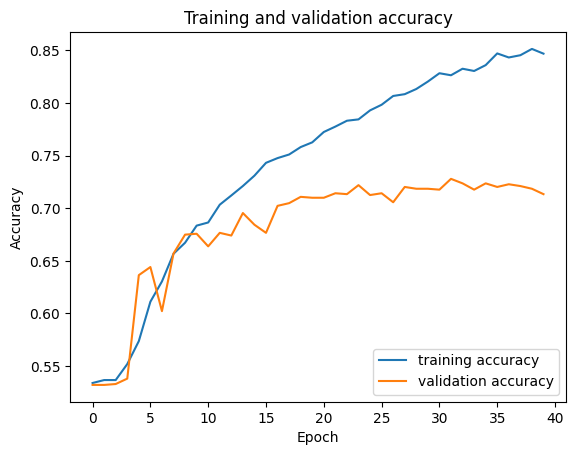 Training and validation accuracy
Accuracy
0.85
0.80
0.75
0.70
0.65
0.60
0.55
training accuracy
validation accuracy
0 5 10 15 20 25 30 35 40
Epoch